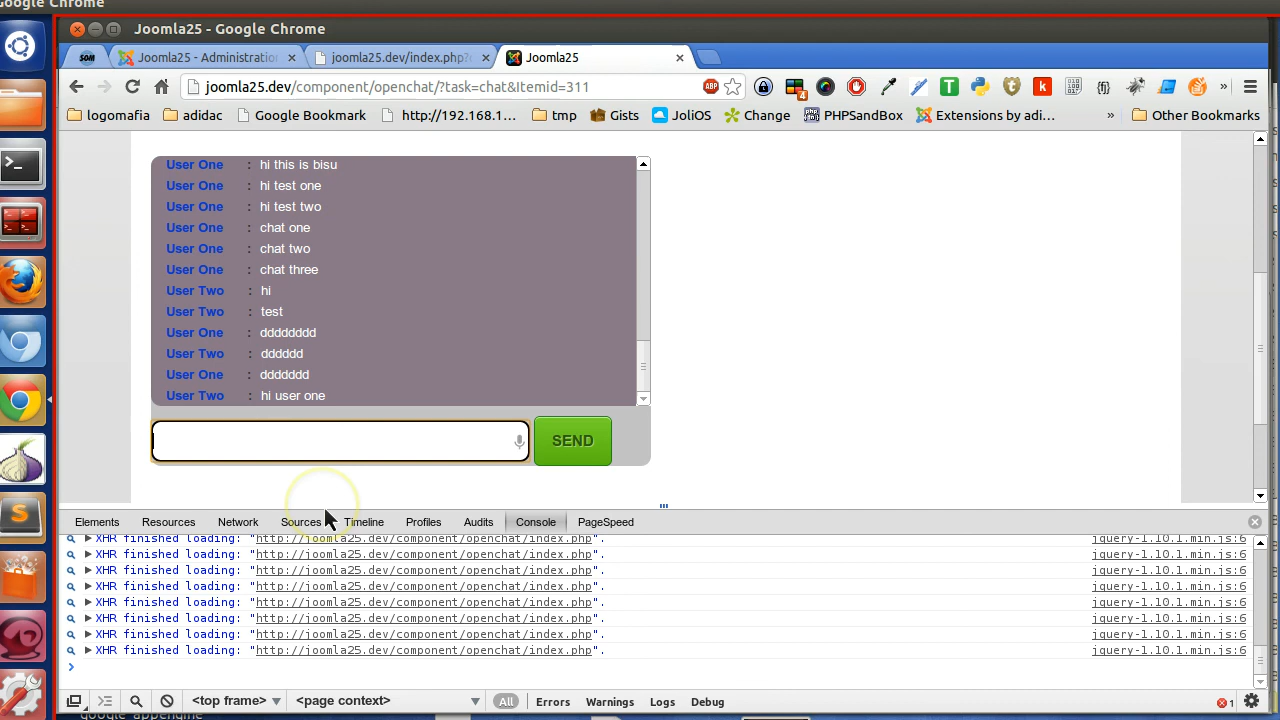 Google Chrome
Joomla25 - Google Chrome
SOM
Joomla25 - Administration
joomla25.dev/index.php?
Joomla25
joomla25.dev/component/openchat/?task=chat&Itemid=311
ABP
4
T
k
{fj}
logomafia
adidac
Google Bookmark
http://192.168.1...
tmp
Gists
JoliOS
Change
PHPSandBox
Extensions by adi...
»
Other Bookmarks
User One : hi this is bisu
User One : hi test one
User One : hi test two
User One : chat one
User One : chat two
User One : chat three
User Two : hi
User Two : test
User One : dddddddd
User Two : dddddd
User One : ddddddd
User Two : hi user one
SEND
Elements Resources Network Sources Timeline Profiles Audits Console PageSpeed
XHR finished loading: "http://joomla25.dev/component/openchat/index.php". jquery-1.10.1.min.js:6
XHR finished loading: "http://joomla25.dev/component/openchat/index.php". jquery-1.10.1.min.js:6
XHR finished loading: "http://joomla25.dev/component/openchat/index.php". jquery-1.10.1.min.js:6
XHR finished loading: "http://joomla25.dev/component/openchat/index.php". jquery-1.10.1.min.js:6
XHR finished loading: "http://joomla25.dev/component/openchat/index.php". jquery-1.10.1.min.js:6
XHR finished loading: "http://joomla25.dev/component/openchat/index.php". jquery-1.10.1.min.js:6
XHR finished loading: "http://joomla25.dev/component/openchat/index.php". jquery-1.10.1.min.js:6
XHR finished loading: "http://joomla25.dev/component/openchat/index.php". jquery-1.10.1.min.js:6
>
<top frame> <page context> All Errors Warnings Logs Debug 1
google appengine